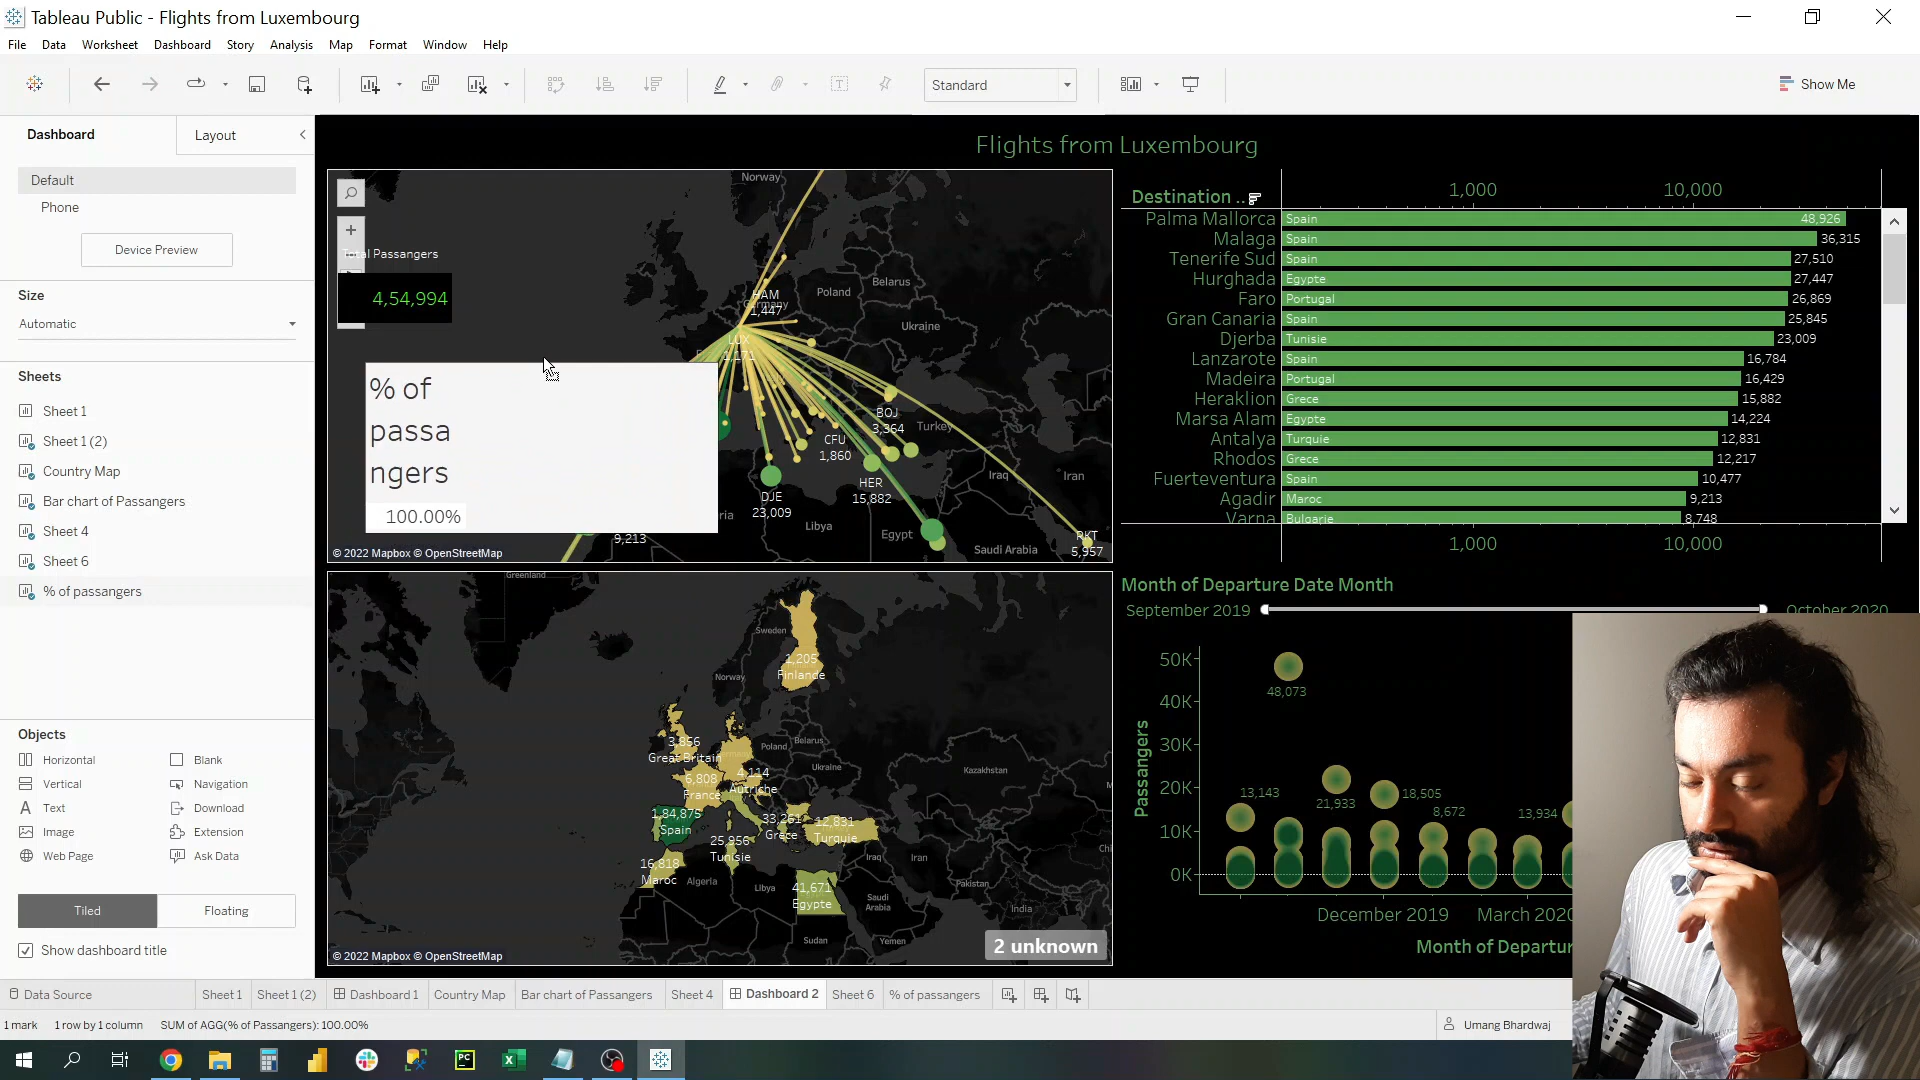 Tableau Public - Flights from Luxembourg
File Data Worksheet Dashboard Story Analysis Map Format Window Help
Standard
Show Me
Dashboard
Layout
Default
Phone
Device Preview
Size
Automatic
Sheets
Sheet 1
Sheet 1 (2)
Country Map
Bar chart of Passangers
Sheet 4
Sheet 6
% of passangers
Objects
Horizontal Blank
Vertical Navigation
Text Download
Image Extension
Web Page Ask Data
Tiled Floating
Show dashboard title
Flights from Luxembourg
Norway
Total Passangers
4,54,994
Poland
Belarus
Ukraine
HAM
1,447
LUX
1,171
% of
passa
ngers
100.00%
BOJ
3,364
Turkey
CFU
1,860
HER
15,882
DJE
23,009
Iraq
Iran
Libya
Egypt
Saudi Arabia
9,213
RKT
5,957
© 2022 Mapbox © OpenStreetMap
Destination ..
1,000 10,000
Palma Mallorca Spain 48,926
Malaga Spain 36,315
Tenerife Sud Spain 27,510
Hurghada Egypte 27,447
Faro Portugal 26,869
Gran Canaria Spain 25,845
Djerba Tunisie 23,009
Lanzarote Spain 16,784
Madeira Portugal 16,429
Heraklion Grece 15,882
Marsa Alam Egypte 14,224
Antalya Turquie 12,831
Rhodos Grece 12,217
Fuerteventura Spain 10,477
Agadir Maroc 9,213
Varna Bulgarie 8,748
1,000 10,000
Greenland
Sweden
Norway
1,205
Finlande
Poland
Belarus
Ukraine
Kazakhstan
3,856
Great Britain
6,808
France
4,114
Autriche
1,84,875
Spain
33,261
Grece
12,831
Turquie
25,956
Tunisie
16,818
Maroc
Algeria
Libya
41,671
Egypte
Iraq
Iran
Saudi
Arabia
Pakistan
India
Sudan
Yemen
2 unknown
© 2022 Mapbox © OpenStreetMap
Month of Departure Date Month
September 2019 October 2020
Passangers
50K
40K
30K
20K
10K
0K
48,073
13,143
21,933
18,505
8,672
13,934
December 2019 March 2020
Month of Departur
Data Source Sheet 1 Sheet 1 (2) Dashboard 1 Country Map Bar chart of Passangers Sheet 4 Dashboard 2 Sheet 6 % of passangers
1 mark 1 row by 1 column SUM of AGG(% of Passangers): 100.00%
Umang Bhardwaj
PC